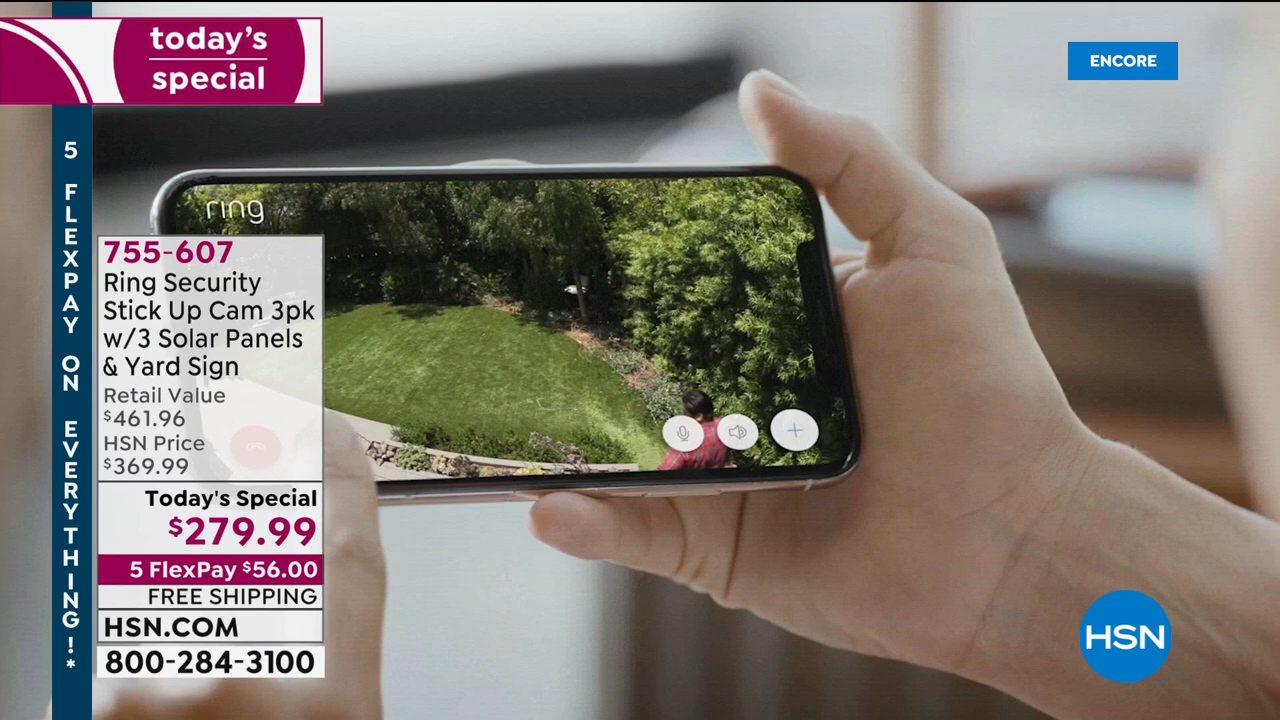 today's
special
ENCORE
5 FLEXPAY ON EVERYTHING!*
ring
755-607
Ring Security
Stick Up Cam 3pk
w/3 Solar Panels
& Yard Sign
Retail Value
$461.96
HSN Price
$369.99
Today's Special
$279.99
5 FlexPay $56.00
FREE SHIPPING
HSN.COM
800-284-3100
HSN